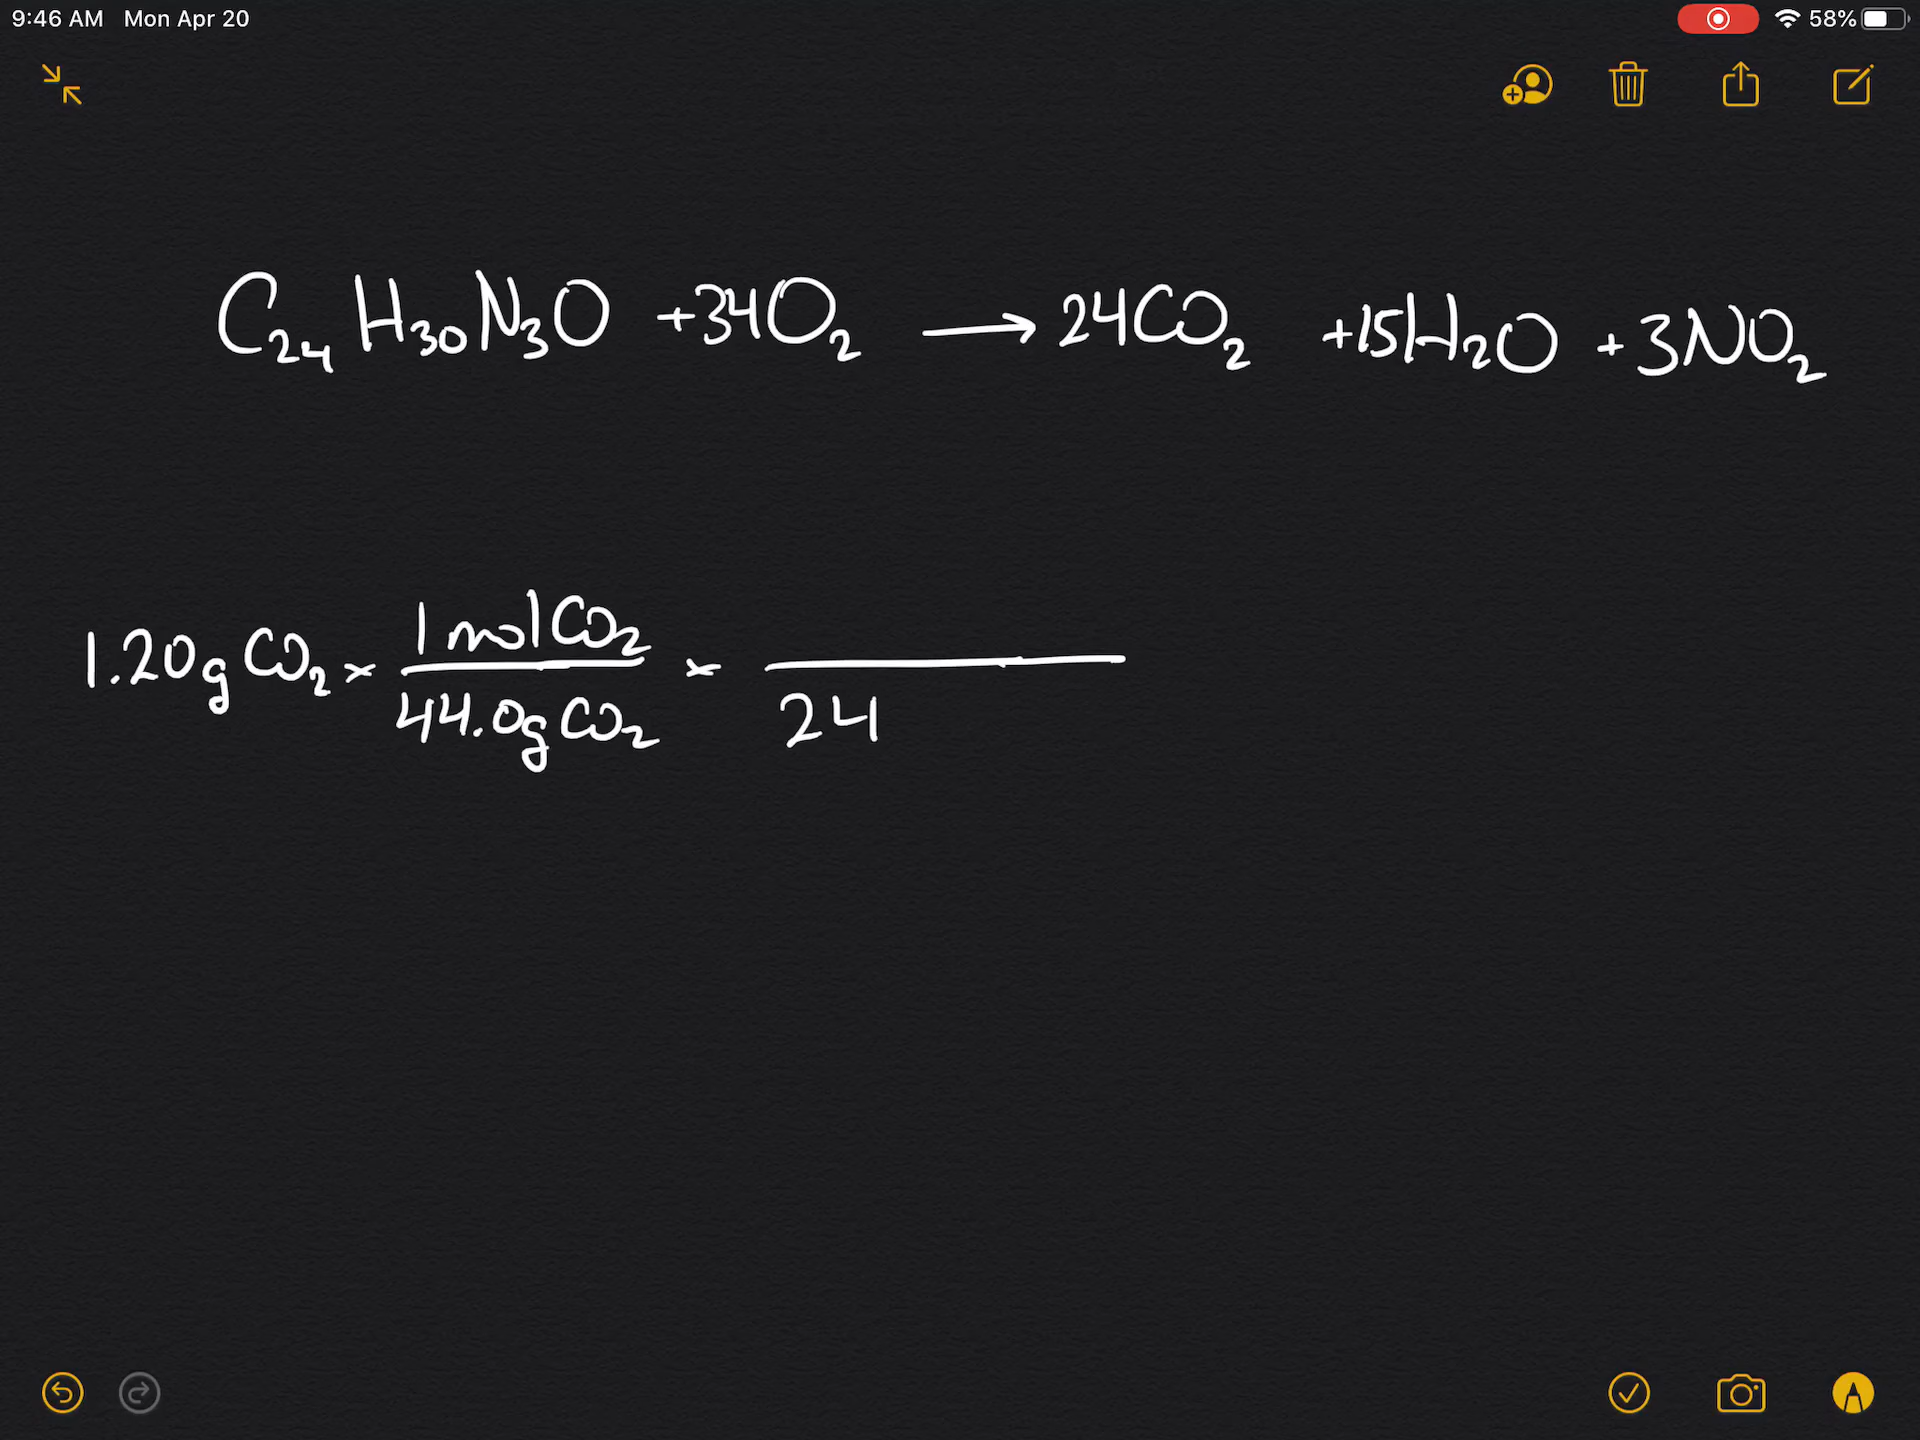 9:46 AM Mon Apr 20 58%
C₂₄H₃₀N₃O + 34O₂ → 24CO₂ + 15H₂O + 3NO₂
1.20g CO₂ × 1 mol CO₂ / 44.0g CO₂ × / 24